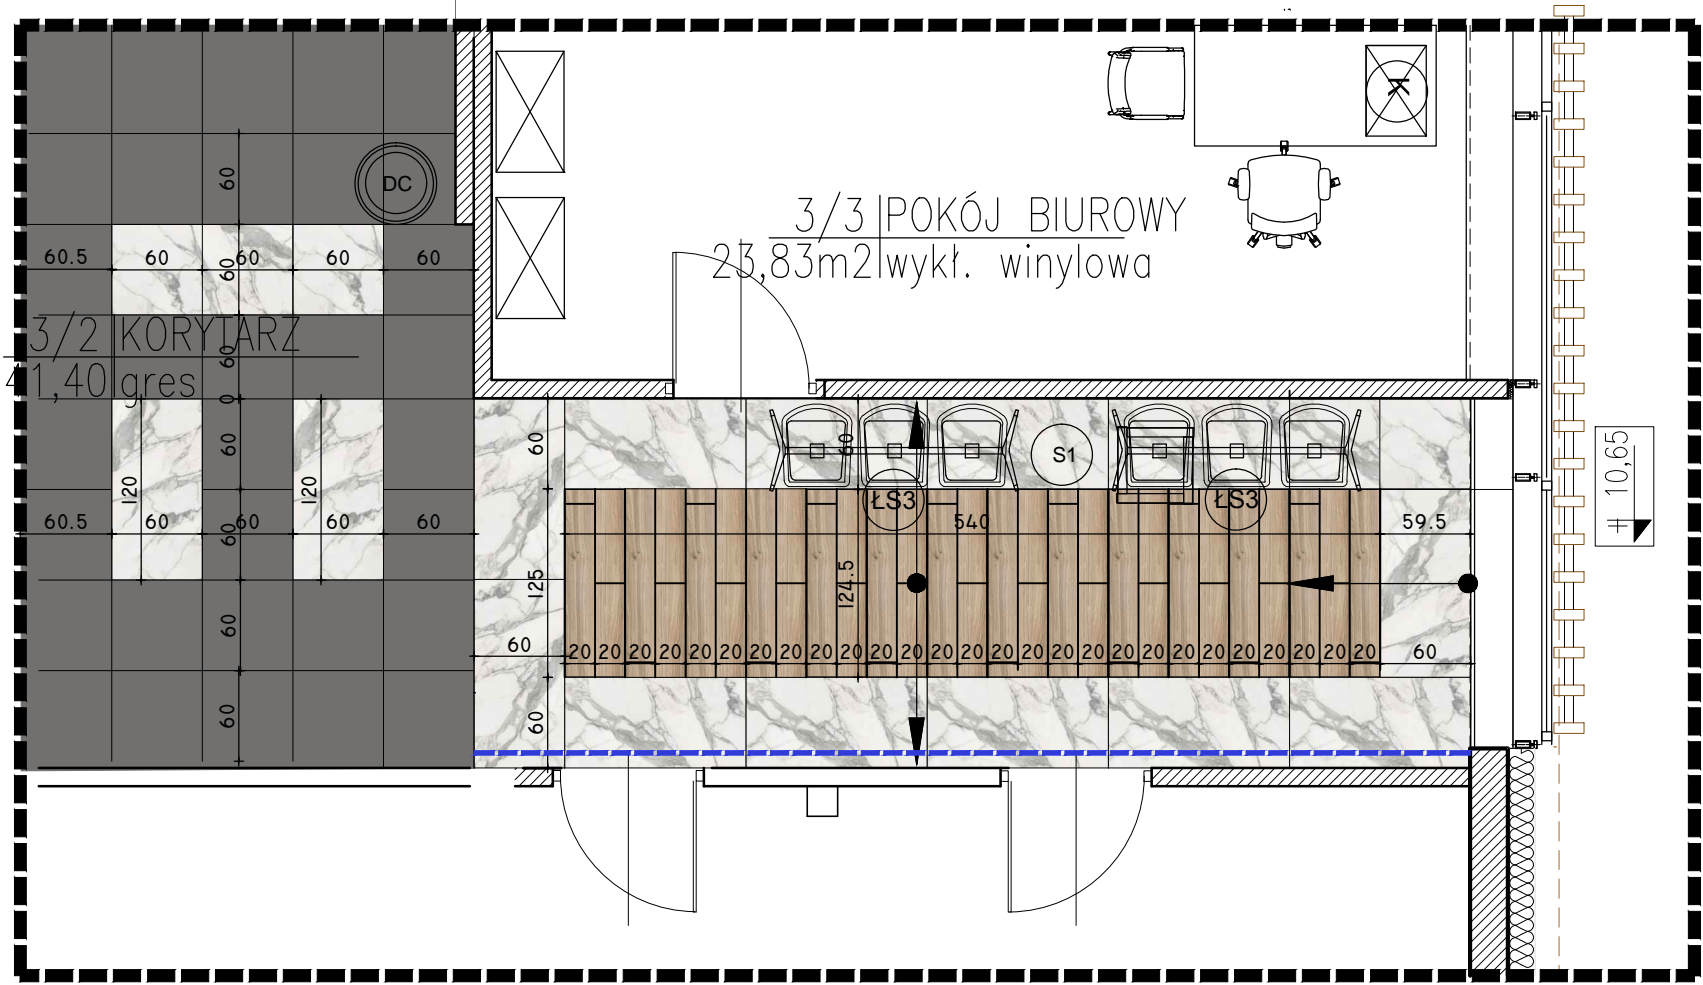 K
60
DC
3/3 POKÓJ BIUROWY
23,83m2 wykł. winylowa
60.5 60 60 60 60
60
3/2 KORYTARZ
41,40 gres
60
0
60 60 60
S1
120 120
ŁS3 ŁS3
# 10,65
60.5 60 60 60 60 540 59.5
60
125 124.5
60
60 20 20 20 20 20 20 20 20 20 20 20 20 20 20 20 20 20 20 20 20 20 20 20 20 20 20 20 60
60 60